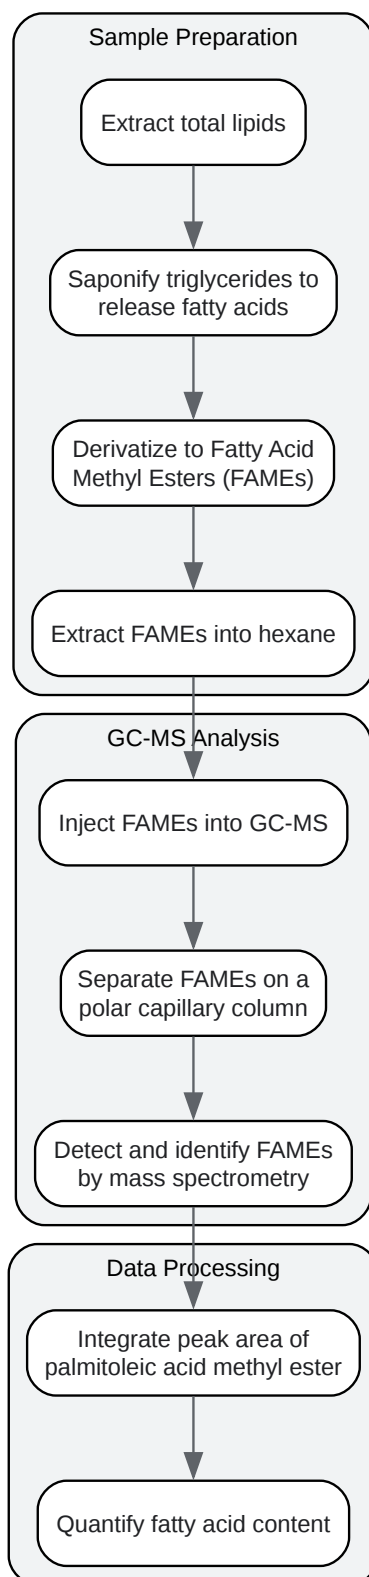 Sample Preparation
Extract total lipids
Saponify triglycerides to
release fatty acids
Derivatize to Fatty Acid
Methyl Esters (FAMEs)
Extract FAMEs into hexane
GC-MS Analysis
Inject FAMEs into GC-MS
Separate FAMEs on a
polar capillary column
Detect and identify FAMEs
by mass spectrometry
Data Processing
Integrate peak area of
palmitoleic acid methyl ester
Quantify fatty acid content